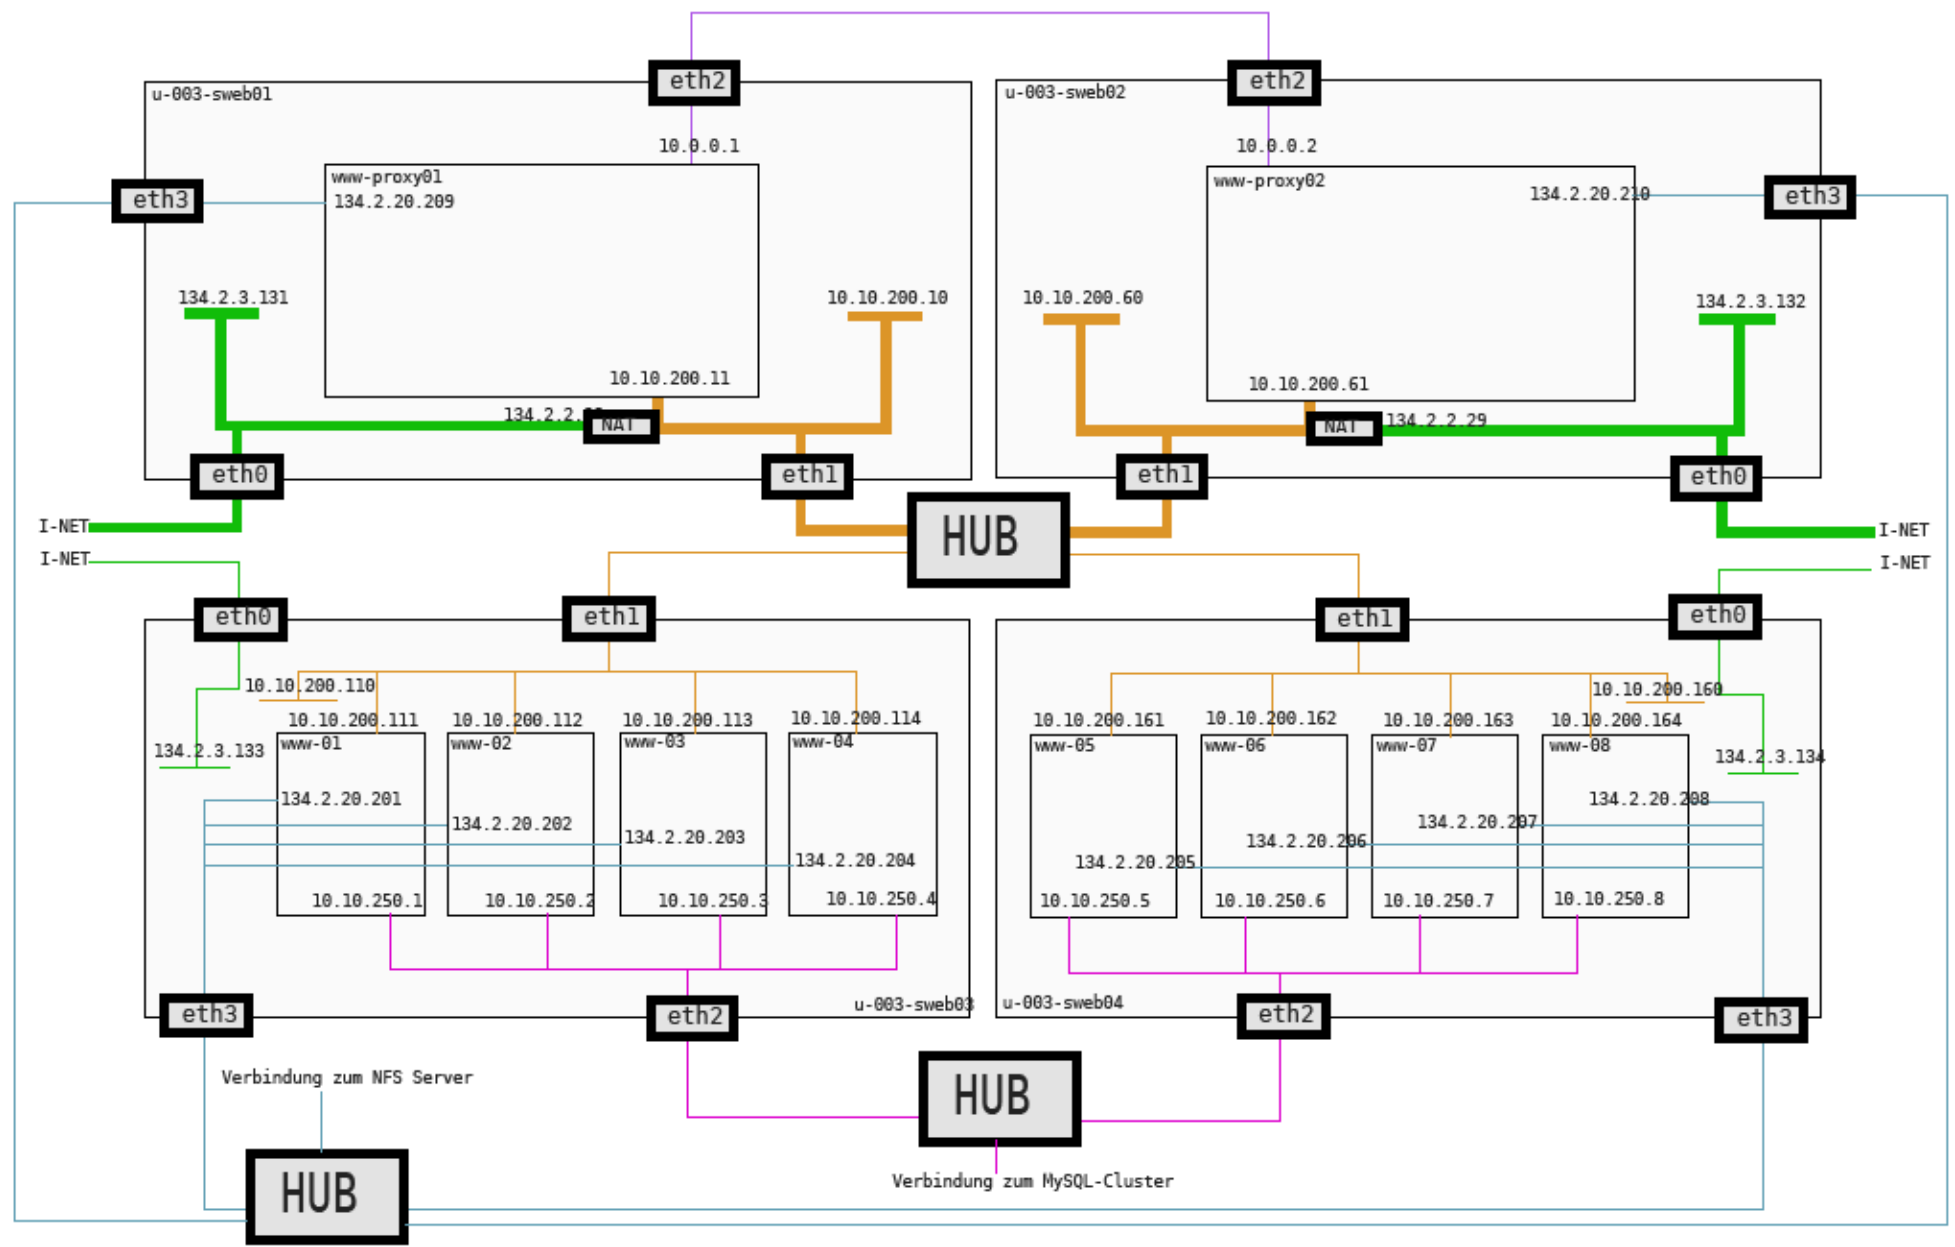 eth2
eth2
u-003-sweb01
u-003-sweb02
10.0.0.1
10.0.0.2
www-proxy01
www-proxy02
eth3
134.2.20.209
134.2.20.210
eth3
134.2.3.131
10.10.200.10
10.10.200.60
134.2.3.132
10.10.200.11
10.10.200.61
134.2.2.
NAT
NAT
134.2.2.29
eth0
eth1
eth1
eth0
I-NET
HUB
I-NET
I-NET
I-NET
eth0
eth1
eth1
eth0
10.10.200.110
10.10.200.160
10.10.200.111
10.10.200.112
10.10.200.113
10.10.200.114
10.10.200.161
10.10.200.162
10.10.200.163
10.10.200.164
www-01
www-02
www-03
www-04
www-05
www-06
www-07
www-08
134.2.3.133
134.2.3.134
134.2.20.201
134.2.20.202
134.2.20.203
134.2.20.204
134.2.20.208
134.2.20.207
134.2.20.206
134.2.20.205
10.10.250.1
10.10.250.2
10.10.250.3
10.10.250.4
10.10.250.5
10.10.250.6
10.10.250.7
10.10.250.8
u-003-sweb03
u-003-sweb04
eth3
eth2
eth2
eth3
Verbindung zum NFS Server
HUB
Verbindung zum MySQL-Cluster
HUB